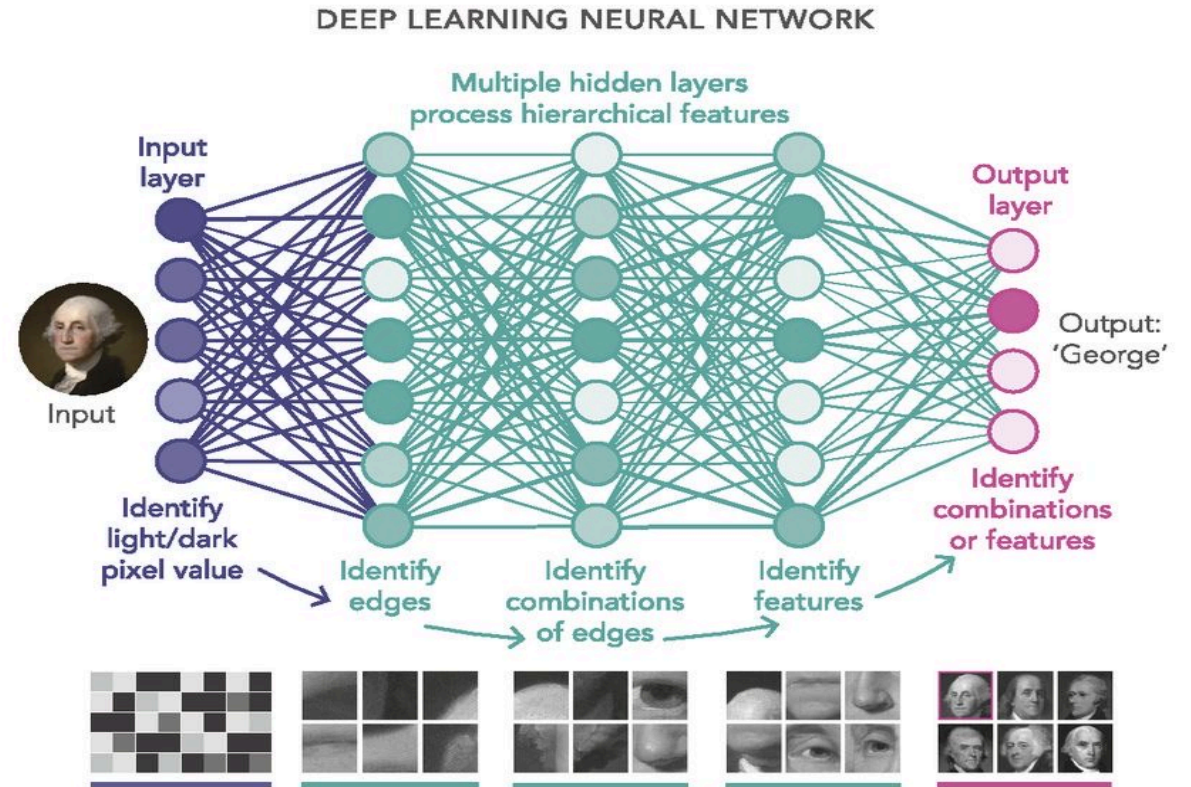 DEEP LEARNING NEURAL NETWORK
Multiple hidden layers
process hierarchical features
Input
layer
Output
layer
Input
Output:
‘George’
Identify
light/dark
pixel value
Identify
edges
Identify
combinations
of edges
Identify
features
Identify
combinations
or features